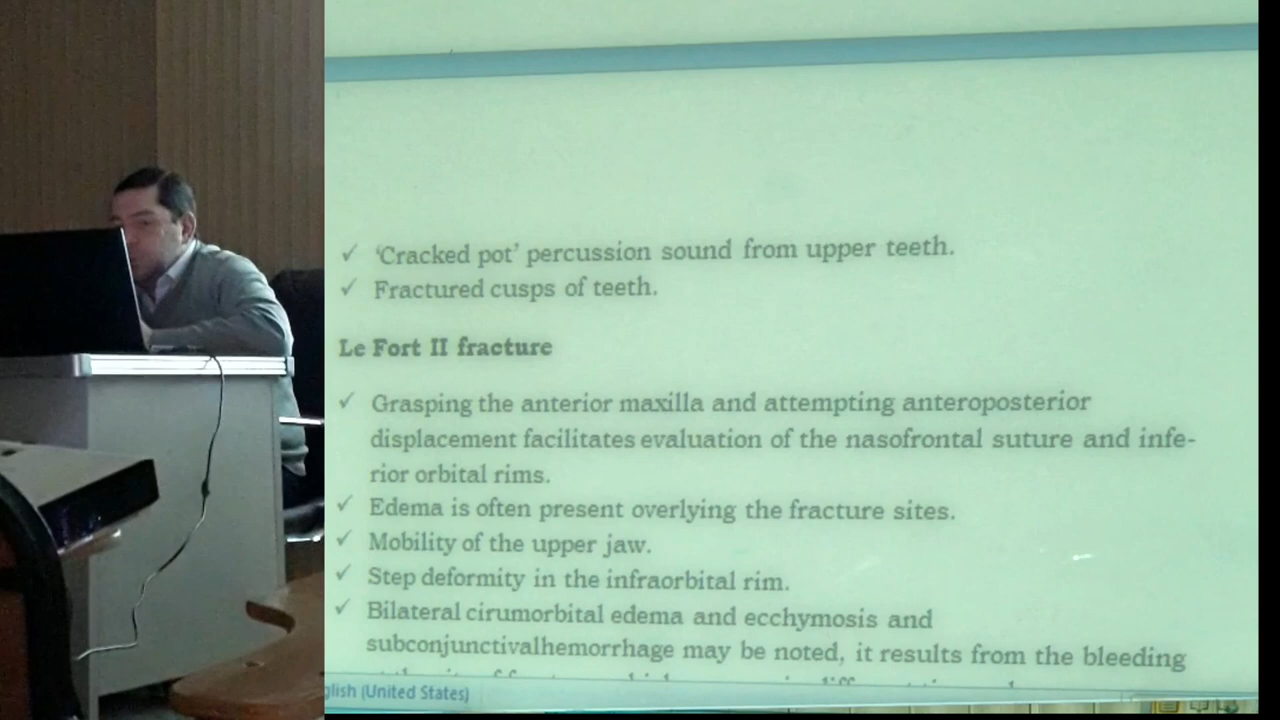 ✓ ‘Cracked pot’ percussion sound from upper teeth.
✓ Fractured cusps of teeth.
Le Fort II fracture
✓ Grasping the anterior maxilla and attempting anteroposterior
displacement facilitates evaluation of the nasofrontal suture and infe-
rior orbital rims.
✓ Edema is often present overlying the fracture sites.
✓ Mobility of the upper jaw.
✓ Step deformity in the infraorbital rim.
✓ Bilateral cirumorbital edema and ecchymosis and
subconjunctivalhemorrhage may be noted, it results from the bleeding
glish (United States)